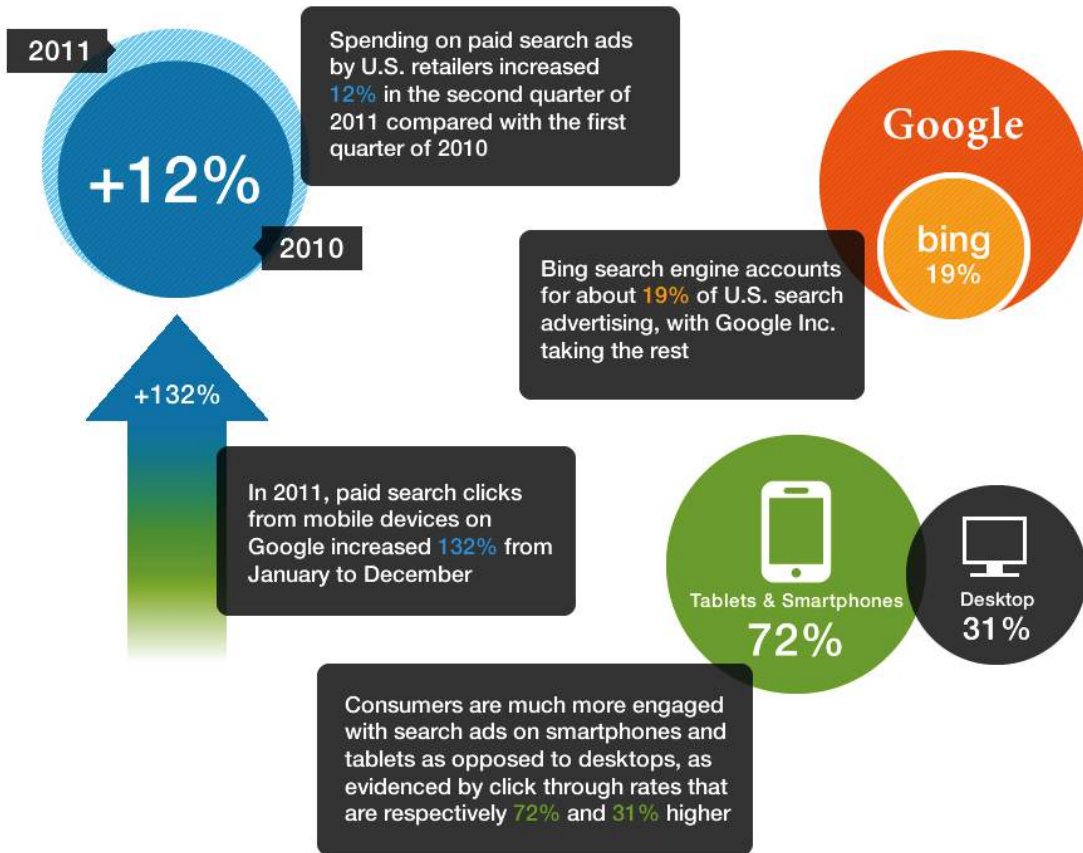 2011
+12%
2010
Spending on paid search ads
by U.S. retailers increased
12% in the second quarter of
2011 compared with the first
quarter of 2010
Google
bing
19%
Bing search engine accounts
for about 19% of U.S. search
advertising, with Google Inc.
taking the rest
+132%
In 2011, paid search clicks
from mobile devices on
Google increased 132% from
January to December
Tablets & Smartphones
72%
Desktop
31%
Consumers are much more engaged
with search ads on smartphones and
tablets as opposed to desktops, as
evidenced by click through rates that
are respectively 72% and 31% higher